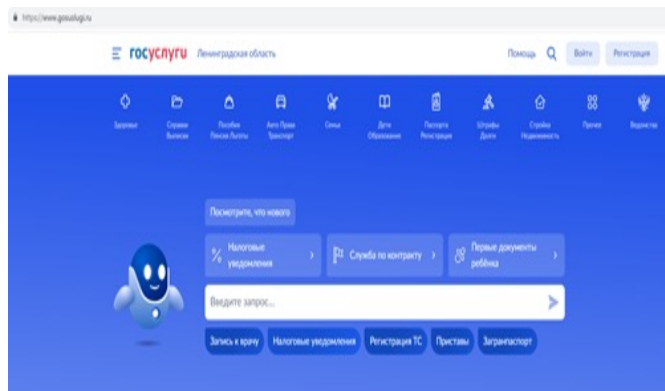 https://www.gosuslugi.ru
госуслуги Ленинградская область Помощь Войти Регистрация
Здоровье
Справки Выписки
Пособия Пенсия Льготы
Авто Права Транспорт
Семья
Дети Образование
Паспорта Регистрация
Штрафы Долги
Стройка Недвижимость
Прочее
Ведомства
Посмотрите, что нового
Налоговые уведомления
Служба по контракту
Первые документы ребёнка
Введите запрос...
Запись к врачу Налоговые уведомления Регистрация ТС Приставы Загранпаспорт